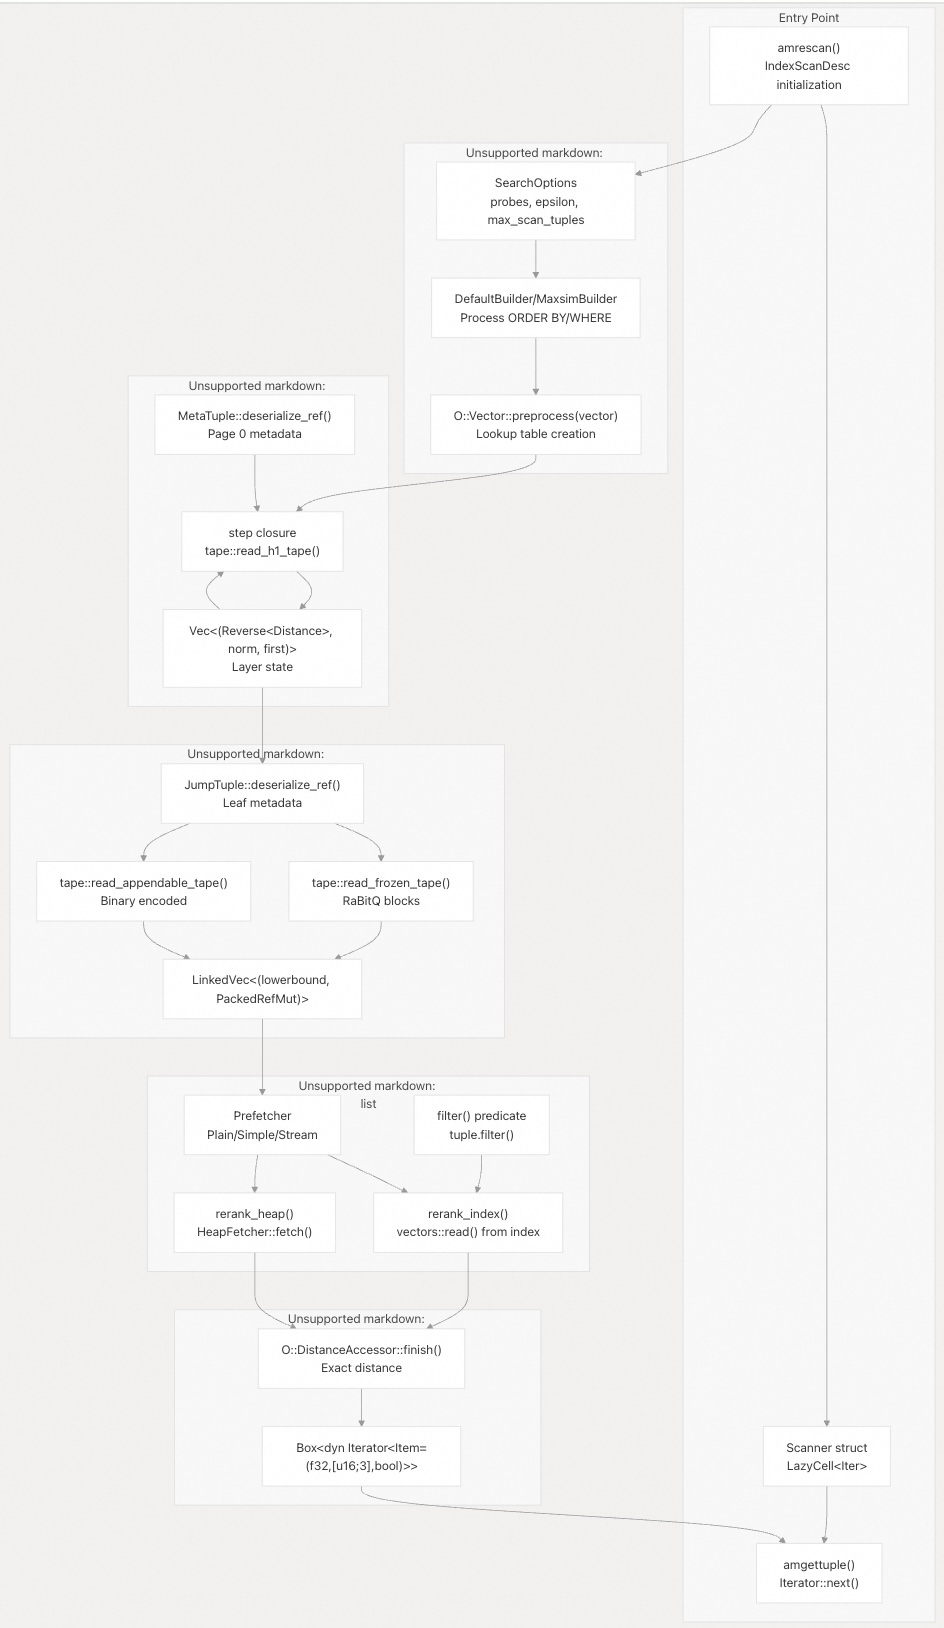 Entry Point
amrescan()
IndexScanDesc
initialization
Unsupported markdown:
SearchOptions
probes, epsilon,
max_scan_tuples
DefaultBuilder/MaxsimBuilder
Process ORDER BY/WHERE
O::Vector::preprocess(vector)
Lookup table creation
Unsupported markdown:
MetaTuple::deserialize_ref()
Page 0 metadata
step closure
tape::read_h1_tape()
Vec<(Reverse<Distance>,
norm, first)>
Layer state
Unsupported markdown:
JumpTuple::deserialize_ref()
Leaf metadata
tape::read_appendable_tape()
Binary encoded
tape::read_frozen_tape()
RaBitQ blocks
LinkedVec<(lowerbound,
PackedRefMut)>
Unsupported markdown:
list
Prefetcher
Plain/Simple/Stream
filter() predicate
tuple.filter()
rerank_heap()
HeapFetcher::fetch()
rerank_index()
vectors::read() from index
Unsupported markdown:
O::DistanceAccessor::finish()
Exact distance
Box<dyn Iterator<Item=
(f32,[u16;3],bool)>>
Scanner struct
LazyCell<Iter>
amgettuple()
Iterator::next()